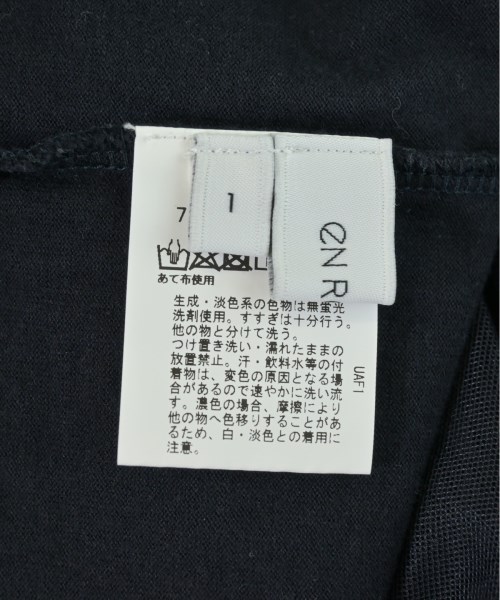 7
1
eN R
あて布使用
生成・淡色系の色物は無蛍光
洗剤使用。すすぎは十分行う。
他の物と分けて洗う。
つけ置き洗い・濡れたままの
放置禁止。汗・飲料水等の付
着物は、変色の原因となる場
合があるので速やかに洗い流
す。濃色の場合、摩擦により
他の物へ色移りすることがあ
るため、白・淡色との着用に
注意。
UAF1